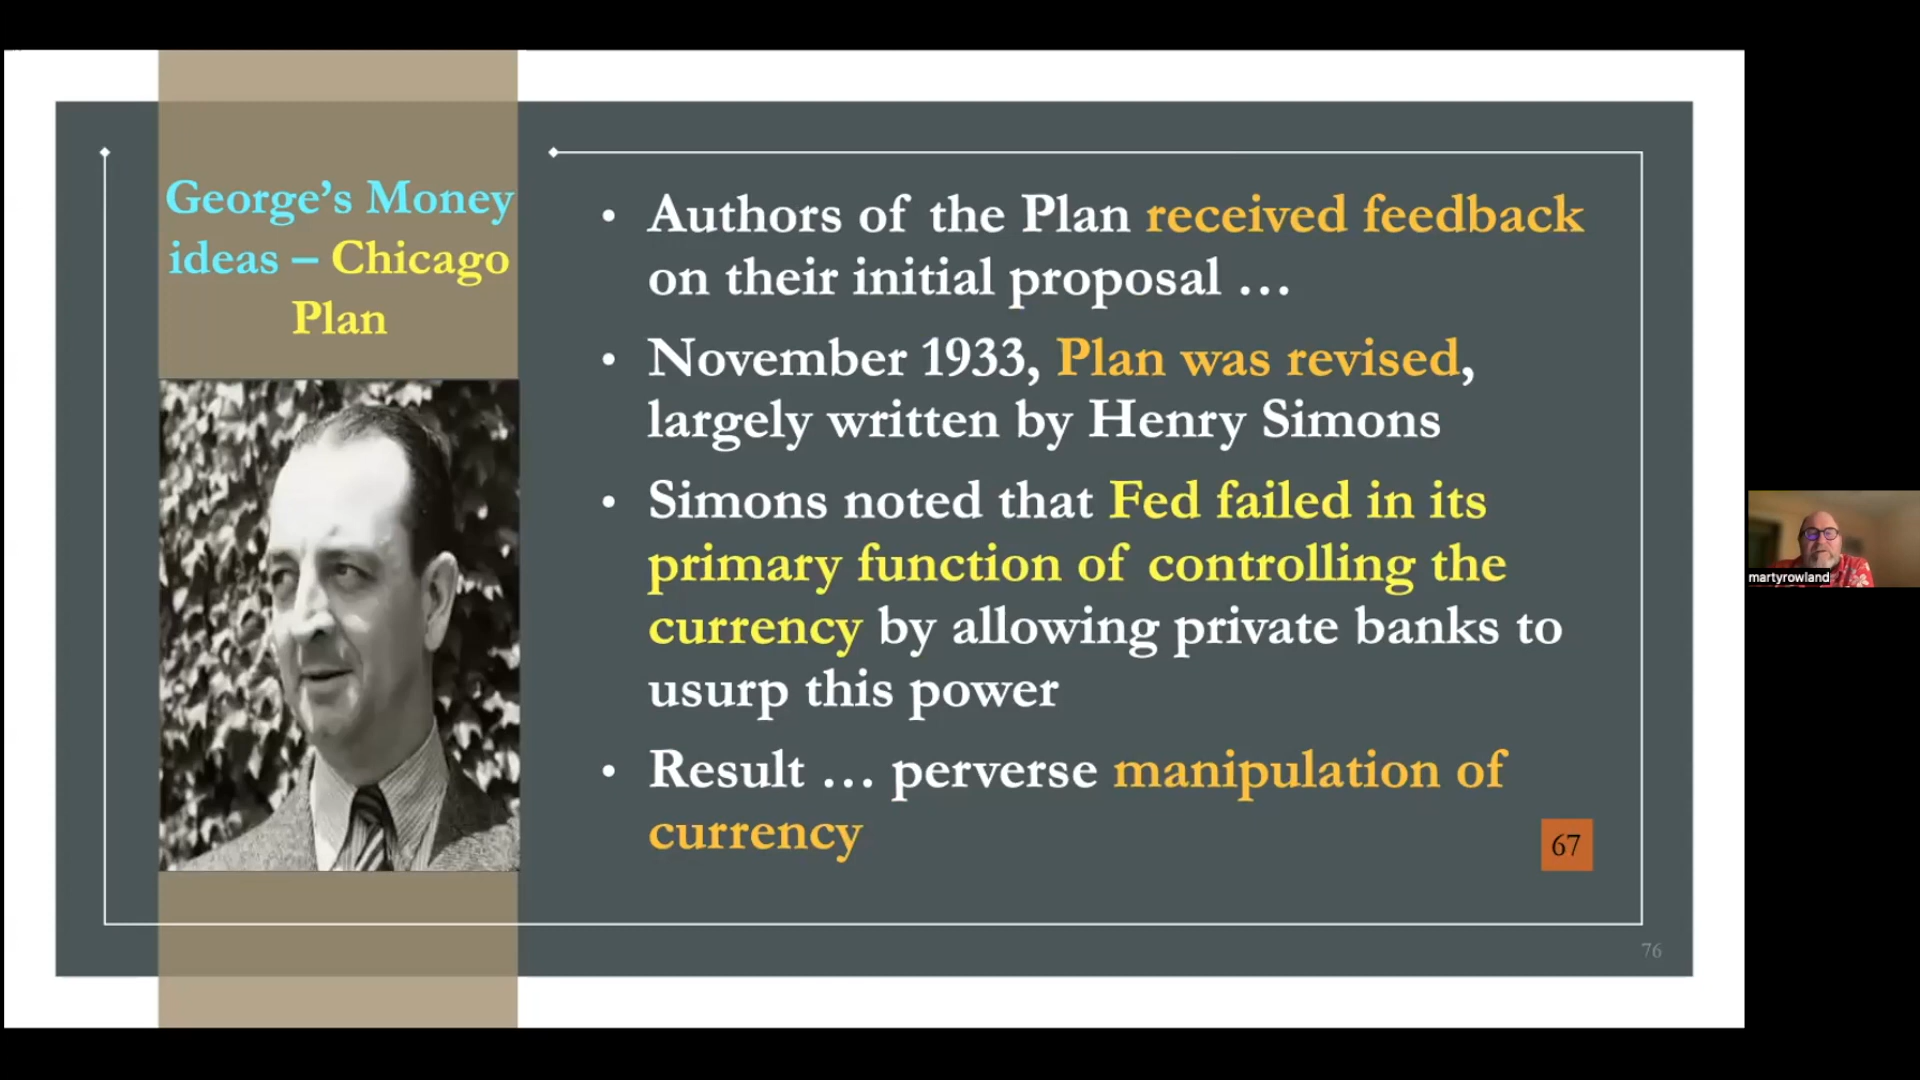 George's Money
ideas – Chicago
Plan
• Authors of the Plan received feedback
on their initial proposal …
• November 1933, Plan was revised,
largely written by Henry Simons
• Simons noted that Fed failed in its
primary function of controlling the
currency by allowing private banks to
usurp this power
• Result … perverse manipulation of
currency
67
76
martyrowland